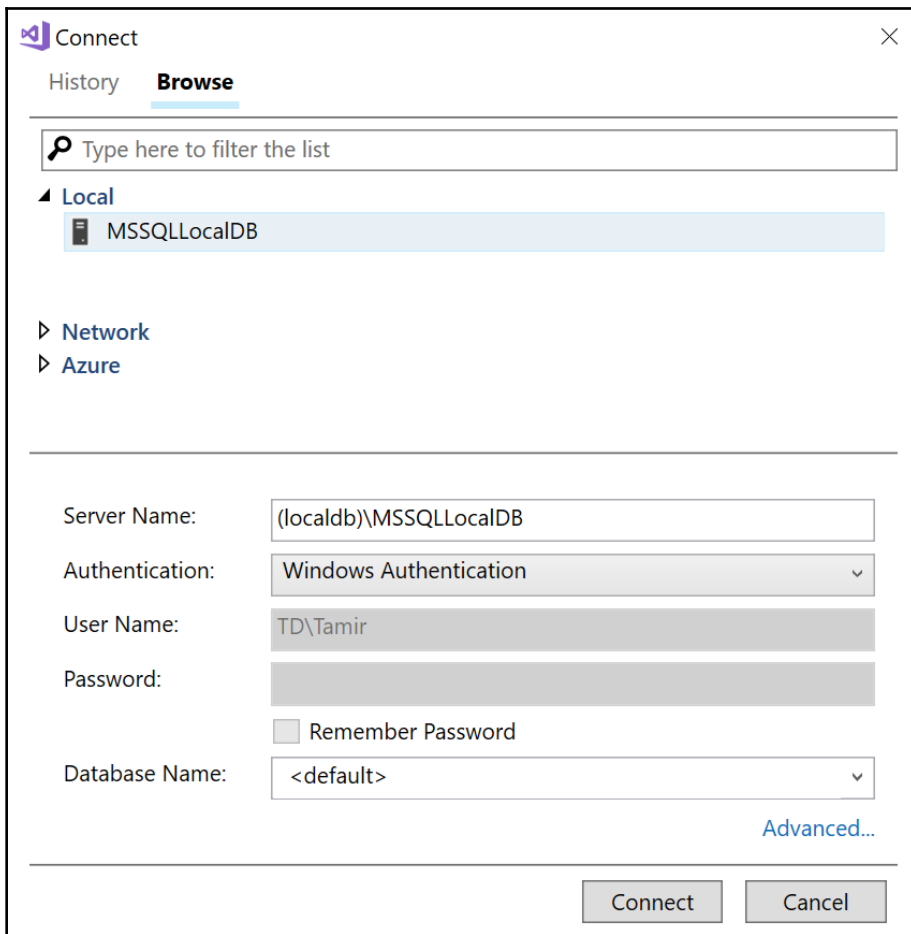 Connect
History Browse
Type here to filter the list
Local
MSSQLLocalDB
Network
Azure
Server Name: (localdb)\MSSQLLocalDB
Authentication: Windows Authentication
User Name: TD\Tamir
Password:
Remember Password
Database Name: <default>
Advanced...
Connect Cancel